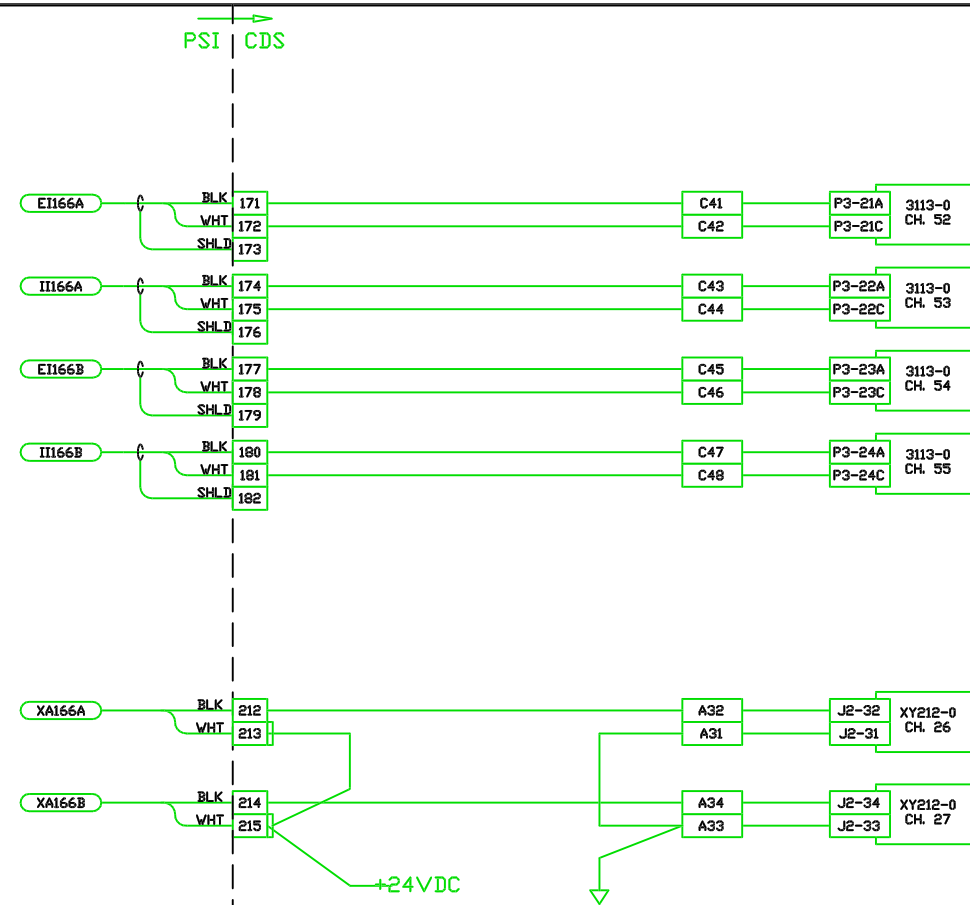 PSI CDS
EI166A BLK 171 C41 P3-21A 3113-0
WHT 172 C42 P3-21C CH. 52
SHLD 173
II166A BLK 174 C43 P3-22A 3113-0
WHT 175 C44 P3-22C CH. 53
SHLD 176
EI166B BLK 177 C45 P3-23A 3113-0
WHT 178 C46 P3-23C CH. 54
SHLD 179
II166B BLK 180 C47 P3-24A 3113-0
WHT 181 C48 P3-24C CH. 55
SHLD 182
XA166A BLK 212 A32 J2-32 XY212-0
WHT 213 A31 J2-31 CH. 26
XA166B BLK 214 A34 J2-34 XY212-0
WHT 215 A33 J2-33 CH. 27
+24VDC